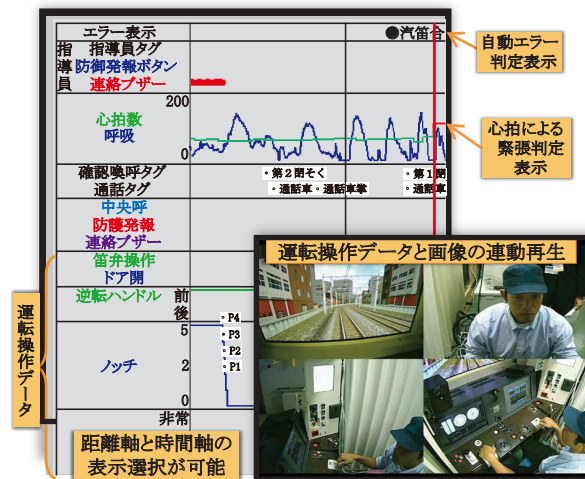 エラー表示
●汽笛合
自動エラー
判定表示
指導員
指導員タグ
防御発報ボタン
連絡ブザー
200
心拍数
呼吸
0
心拍による
緊張判定
表示
確認喚呼タグ
・第2閉そく
・第1閉
通話タグ
・通話車・通話車掌
・通話車
中央呼
防護発報
連絡ブザー
運転操作データと画像の連動再生
笛弁操作
ドア開
逆転ハンドル
前
後
運転操作データ
5
ノッチ
2
0
・P4
・P3
・P2
・P1
非常
距離軸と時間軸の
表示選択が可能